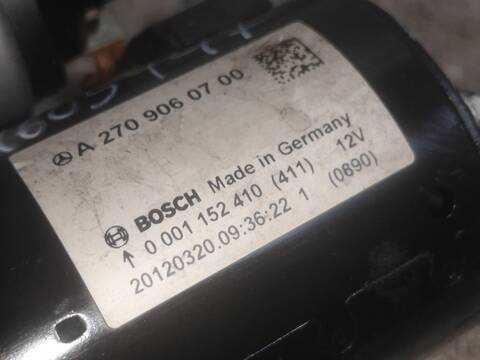 A 270 906 07 00
BOSCH Made in Germany
0 001 152 410 (411) 12V
20120320.09:36:22 1 (0890)